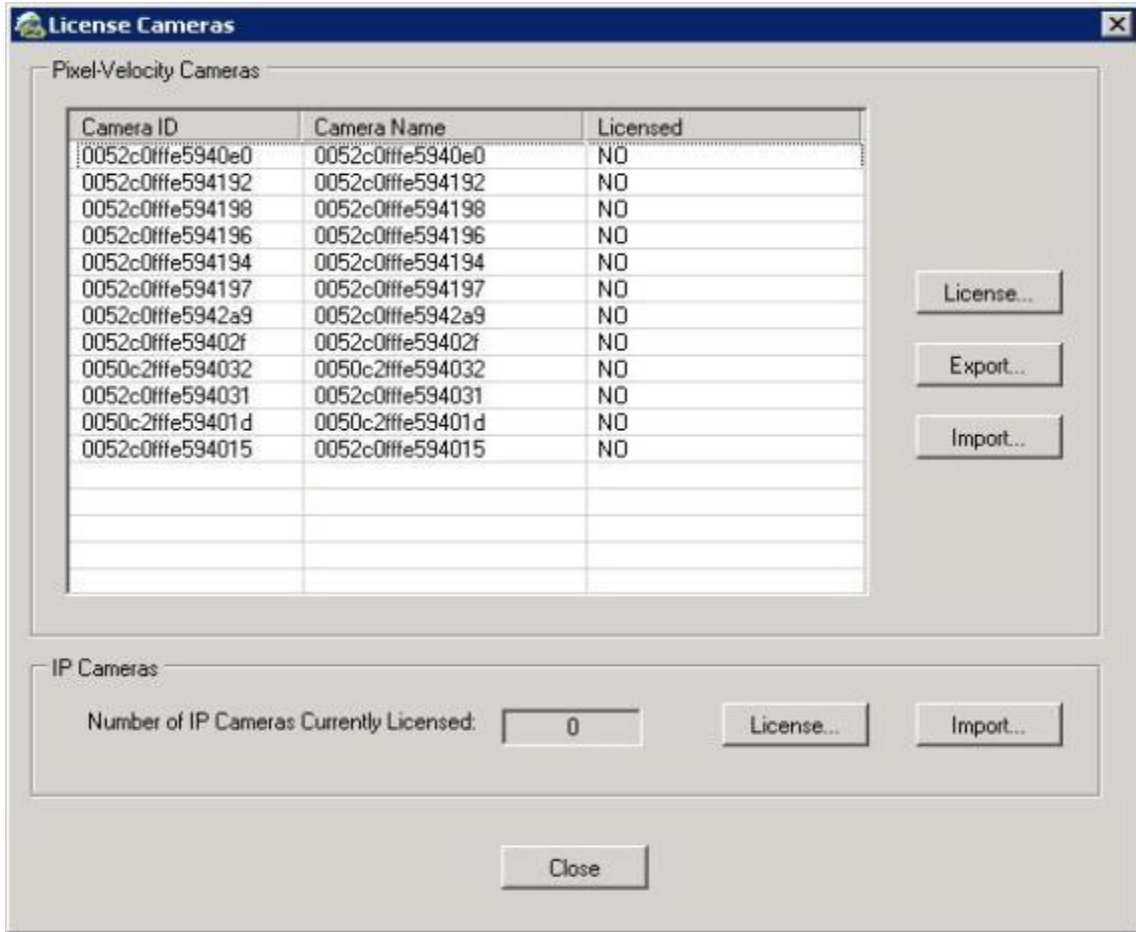 License Cameras
Pixel-Velocity Cameras
Camera ID Camera Name Licensed
0052c0fffe5940e0 0052c0fffe5940e0 NO
0052c0fffe594192 0052c0fffe594192 NO
0052c0fffe594198 0052c0fffe594198 NO
0052c0fffe594196 0052c0fffe594196 NO
0052c0fffe594194 0052c0fffe594194 NO
0052c0fffe594197 0052c0fffe594197 NO
0052c0fffe5942a9 0052c0fffe5942a9 NO
0052c0fffe59402f 0052c0fffe59402f NO
0050c2fffe594032 0050c2fffe594032 NO
0052c0fffe594031 0052c0fffe594031 NO
0050c2fffe59401d 0050c2fffe59401d NO
0052c0fffe594015 0052c0fffe594015 NO
License...
Export...
Import...
IP Cameras
Number of IP Cameras Currently Licensed: 0 License... Import...
Close